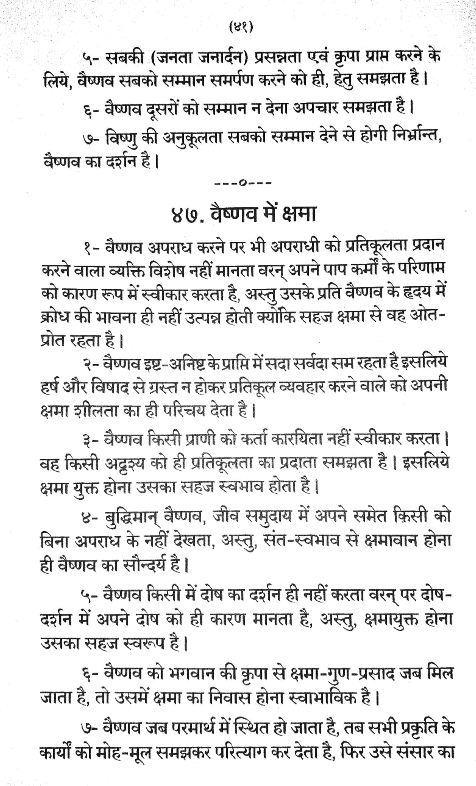 (४१)
५- सबकी (जनता जनार्दन) प्रसन्नता एवं कृपा प्राप्त करने के
लिये, वैष्णव सबको सम्मान समर्पण करने को ही, हेतु समझता है।
६- वैष्णव दूसरों को सम्मान न देना अपचार समझता है।
७- विष्णु की अनुकूलता सबको सम्मान देने से होगी निर्भ्रान्त,
वैष्णव का दर्शन है।
---०---
४७. वैष्णव में क्षमा
१- वैष्णव अपराध करने पर भी अपराधी को प्रतिकूलता प्रदान
करने वाला व्यक्ति विशेष नहीं मानता वरन् अपने पाप कर्मों के परिणाम
को कारण रूप में स्वीकार करता है, अस्तु उसके प्रति वैष्णव के हृदय में
क्रोध की भावना ही नहीं उत्पन्न होती क्योंकि सहज क्षमा से वह ओत-
प्रोत रहता है।
२- वैष्णव इष्ट-अनिष्ट के प्राप्ति में सदा सर्वदा सम रहता है इसलिये
हर्ष और विषाद से ग्रस्त न होकर प्रतिकूल व्यवहार करने वाले को अपनी
क्षमा शीलता का ही परिचय देता है।
३- वैष्णव किसी प्राणी को कर्ता कारयिता नहीं स्वीकार करता।
वह किसी अदृश्य को ही प्रतिकूलता का प्रदाता समझता है। इसलिये
क्षमा युक्त होना उसका सहज स्वभाव होता है।
४- बुद्धिमान् वैष्णव, जीव समुदाय में अपने समेत किसी को
बिना अपराध के नहीं देखता, अस्तु, संत-स्वभाव से क्षमावान होना
ही वैष्णव का सौन्दर्य है।
५- वैष्णव किसी में दोष का दर्शन ही नहीं करता वरन् पर दोष-
दर्शन में अपने दोष को ही कारण मानता है, अस्तु, क्षमायुक्त होना
उसका सहज स्वरूप है।
६- वैष्णव को भगवान की कृपा से क्षमा-गुण-प्रसाद जब मिल
जाता है, तो उसमें क्षमा का निवास होना स्वाभाविक है।
७- वैष्णव जब परमार्थ में स्थित हो जाता है, तब सभी प्रकृति के
कार्यों को मोह-मूल समझकर परित्याग कर देता है, फिर उसे संसार का